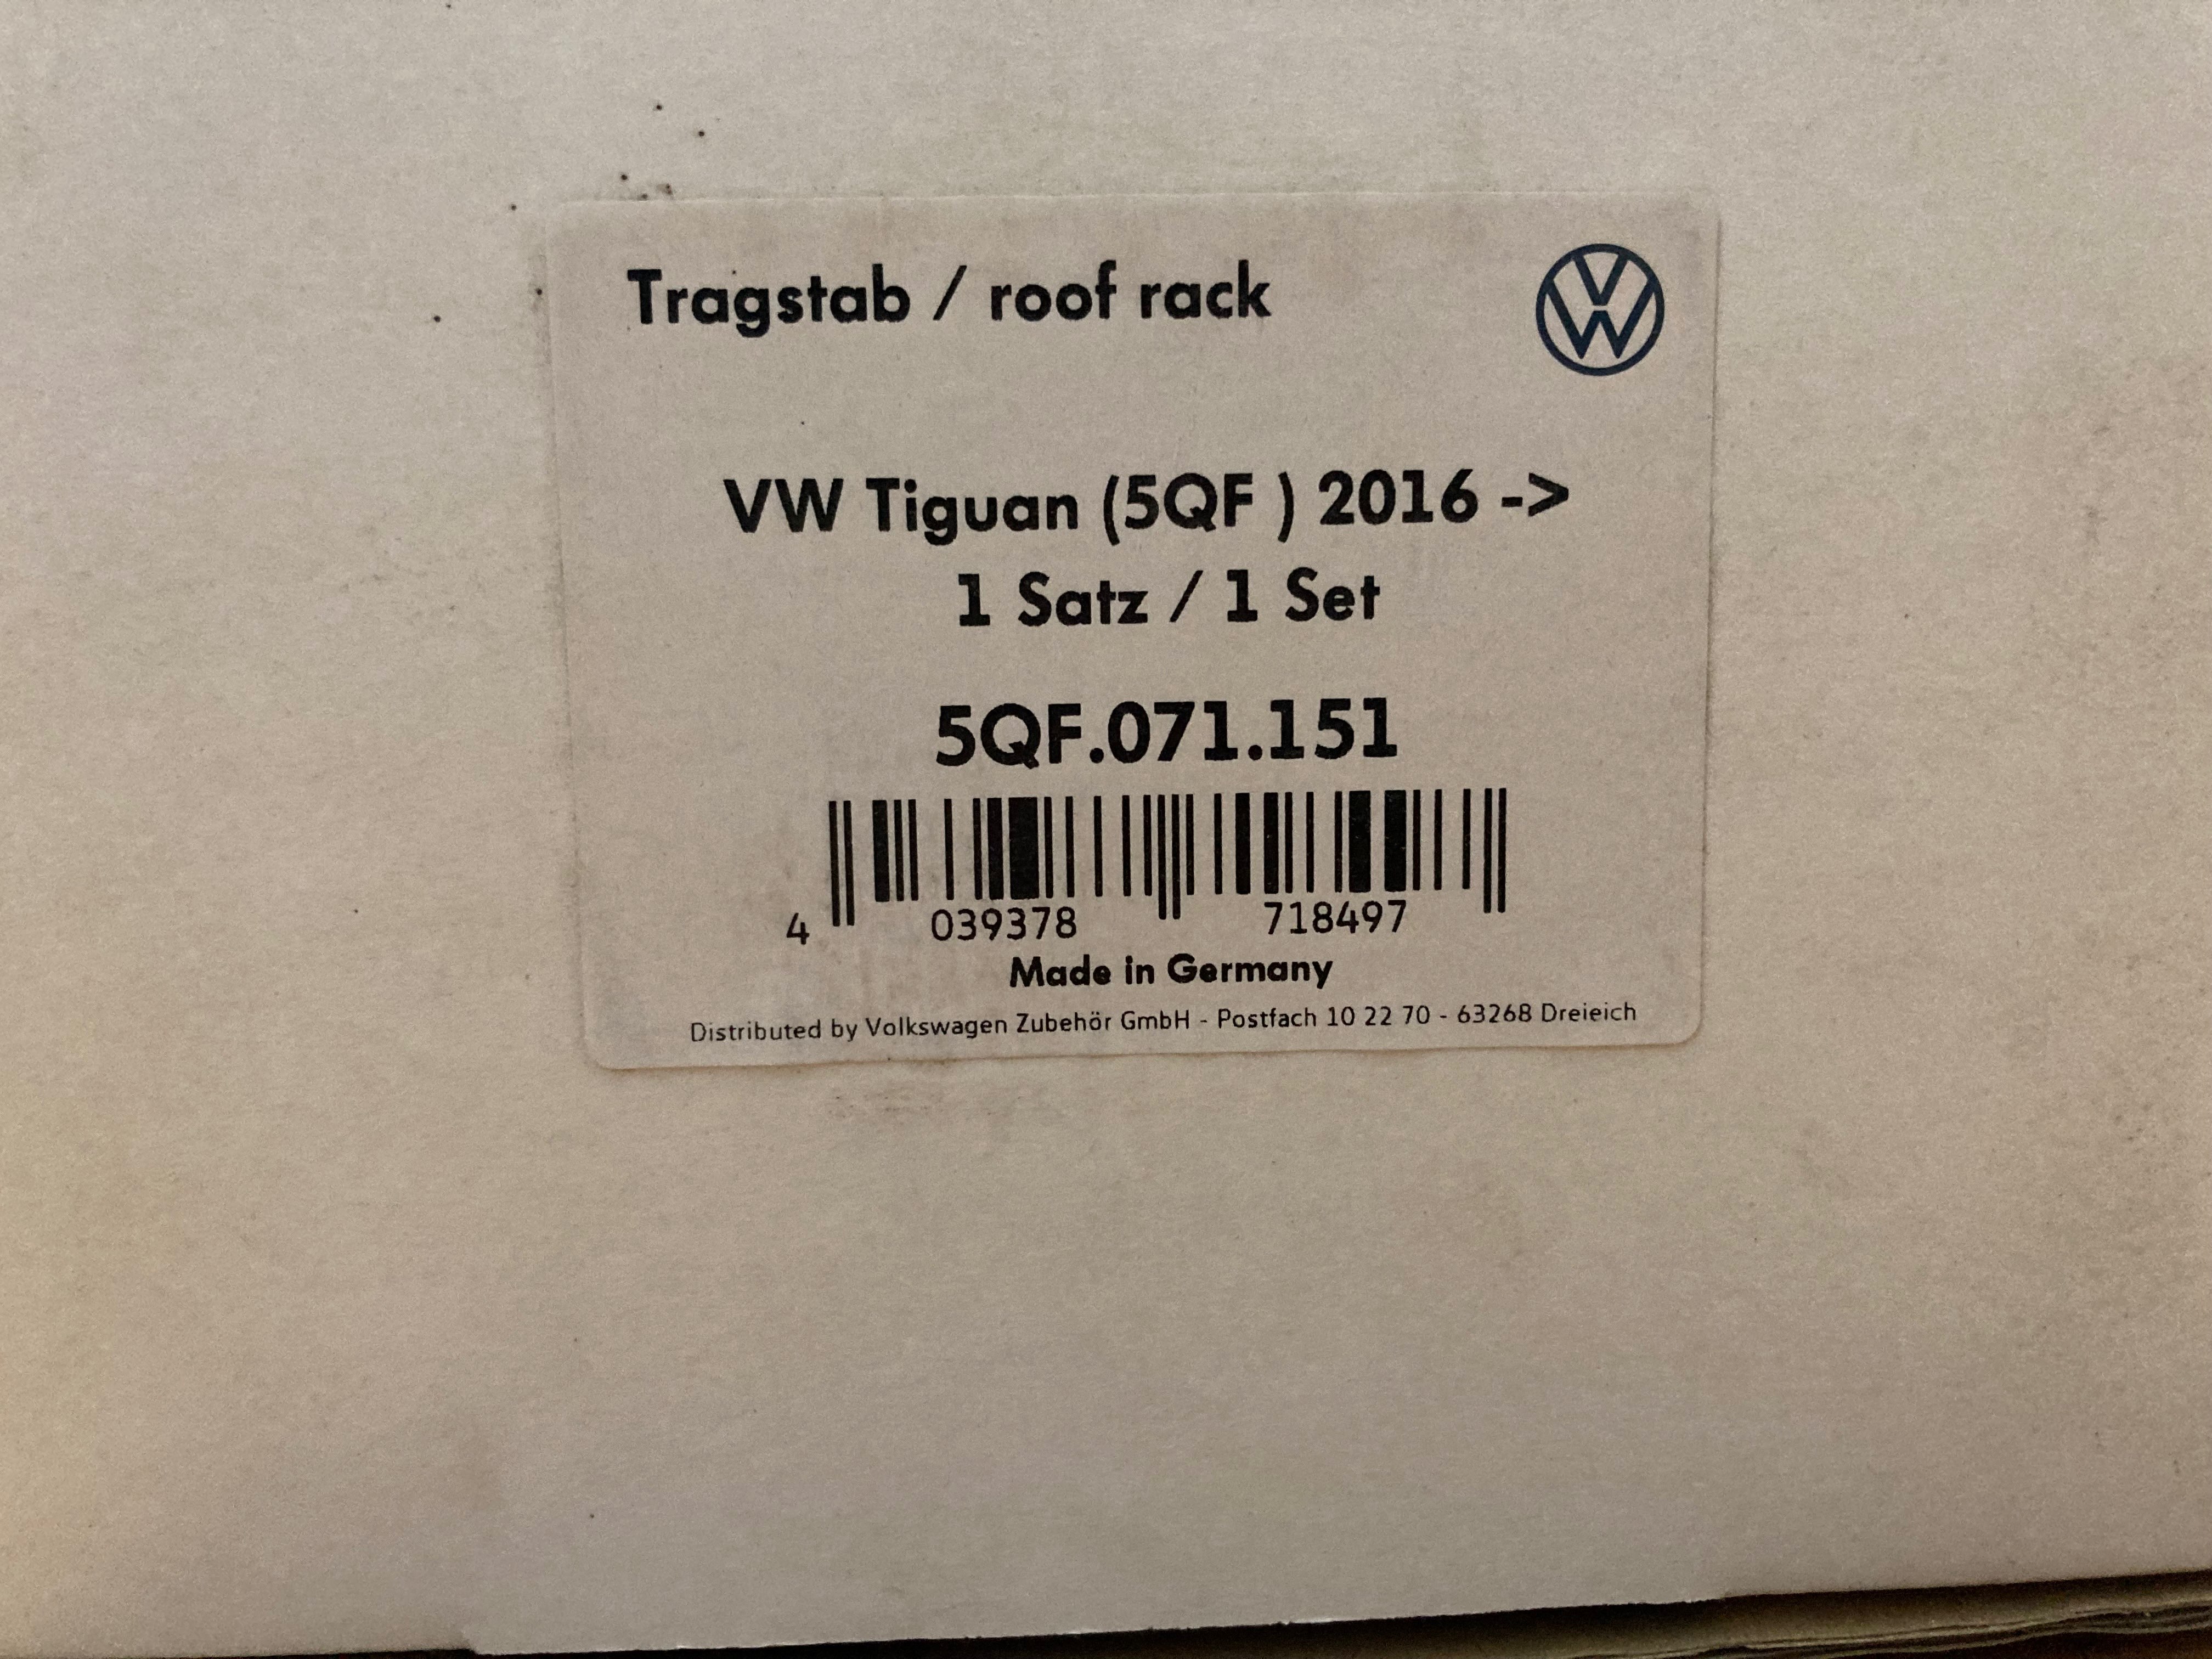 Tragstab / roof rack
VW
VW Tiguan (5QF ) 2016 ->
1 Satz / 1 Set
5QF.071.151
4 039378 718497
Made in Germany
Distributed by Volkswagen Zubehör GmbH - Postfach 10 22 70 - 63268 Dreieich